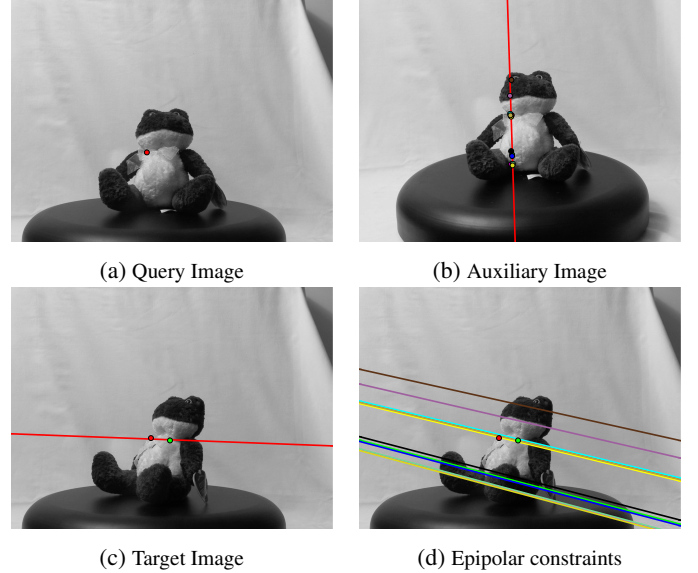 (a) Query Image
(b) Auxiliary Image
(c) Target Image
(d) Epipolar constraints